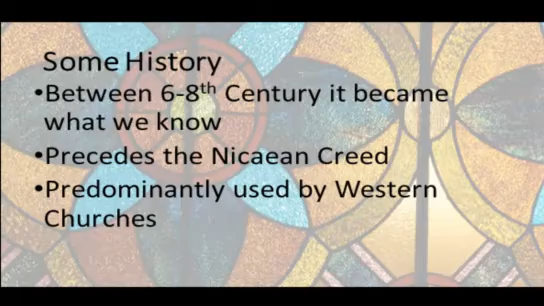 Some History
•Between 6-8th Century it became
what we know
•Precedes the Nicaean Creed
•Predominantly used by Western
Churches